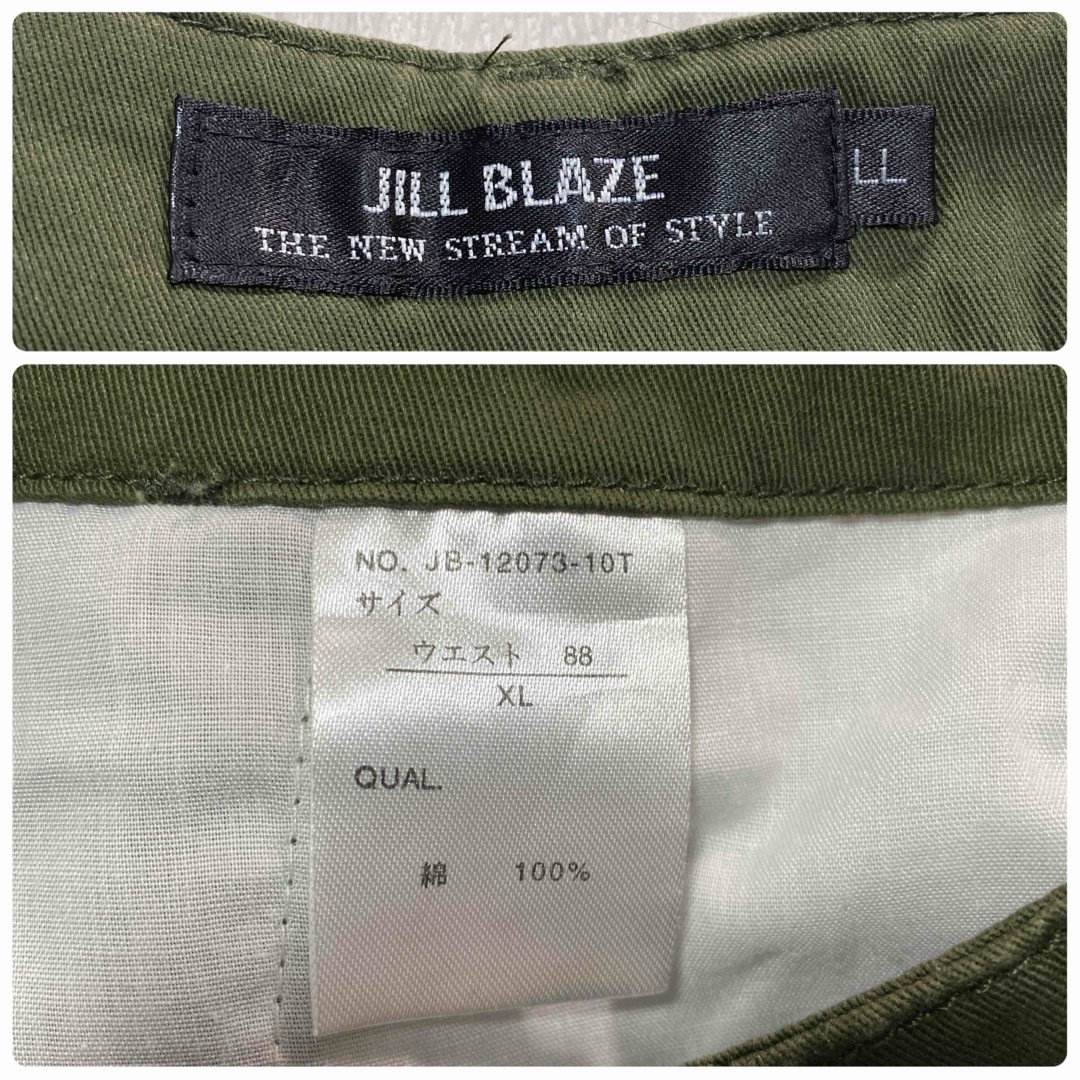 JILL BLAZE
THE NEW STREAM OF STYLE
LL
NO. JB-12073-10T
サイズ
ウエスト 88
XL
QUAL.
綿 100%